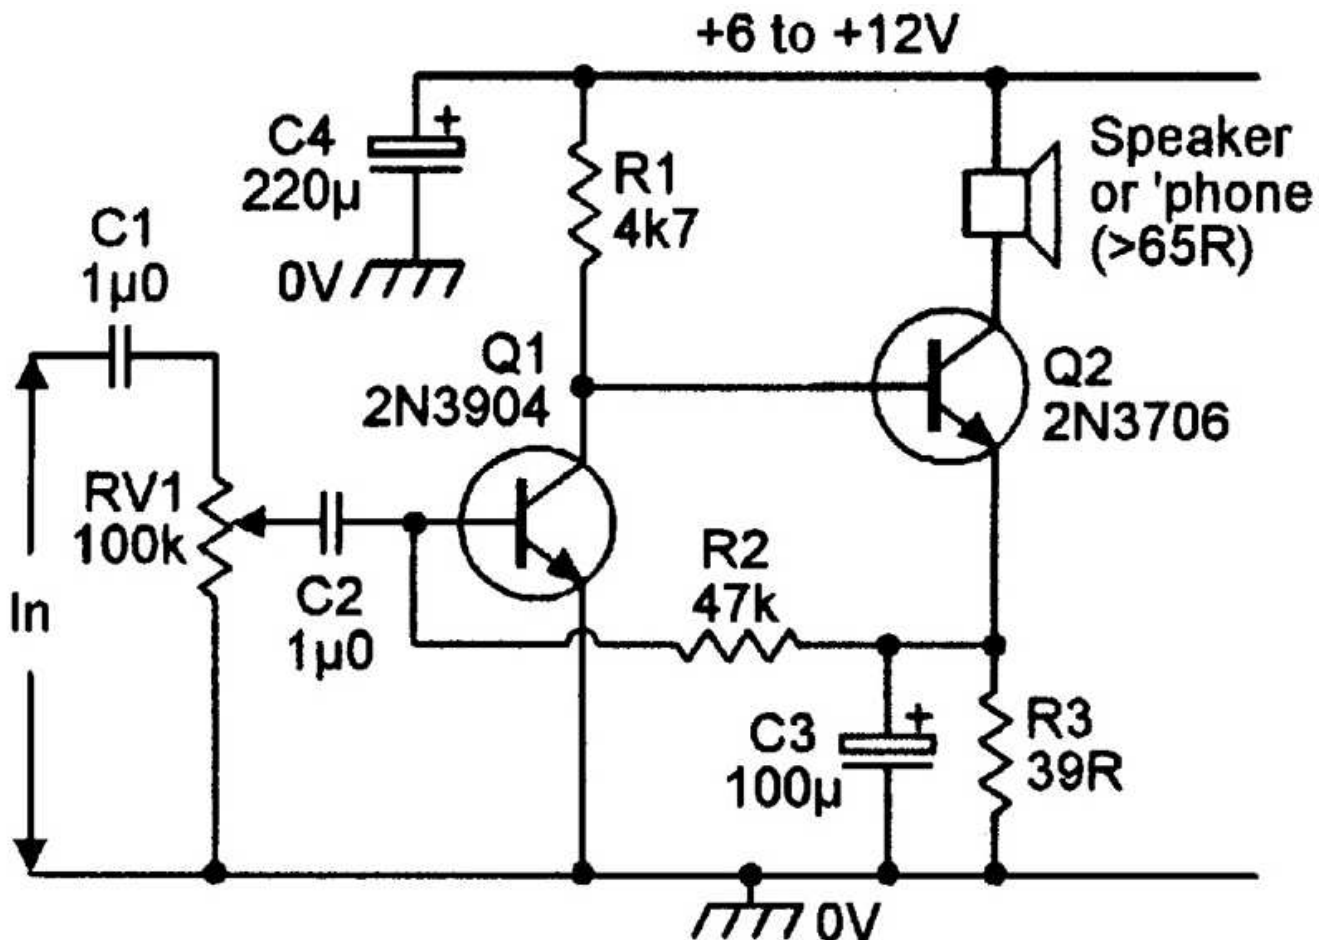 +6 to +12V
C4
220µ
+
0V
R1
4k7
Speaker
or 'phone
(>65R)
C1
1µ0
Q1
2N3904
Q2
2N3706
RV1
100k
C2
1µ0
In
R2
47k
C3
100µ
+
R3
39R
0V